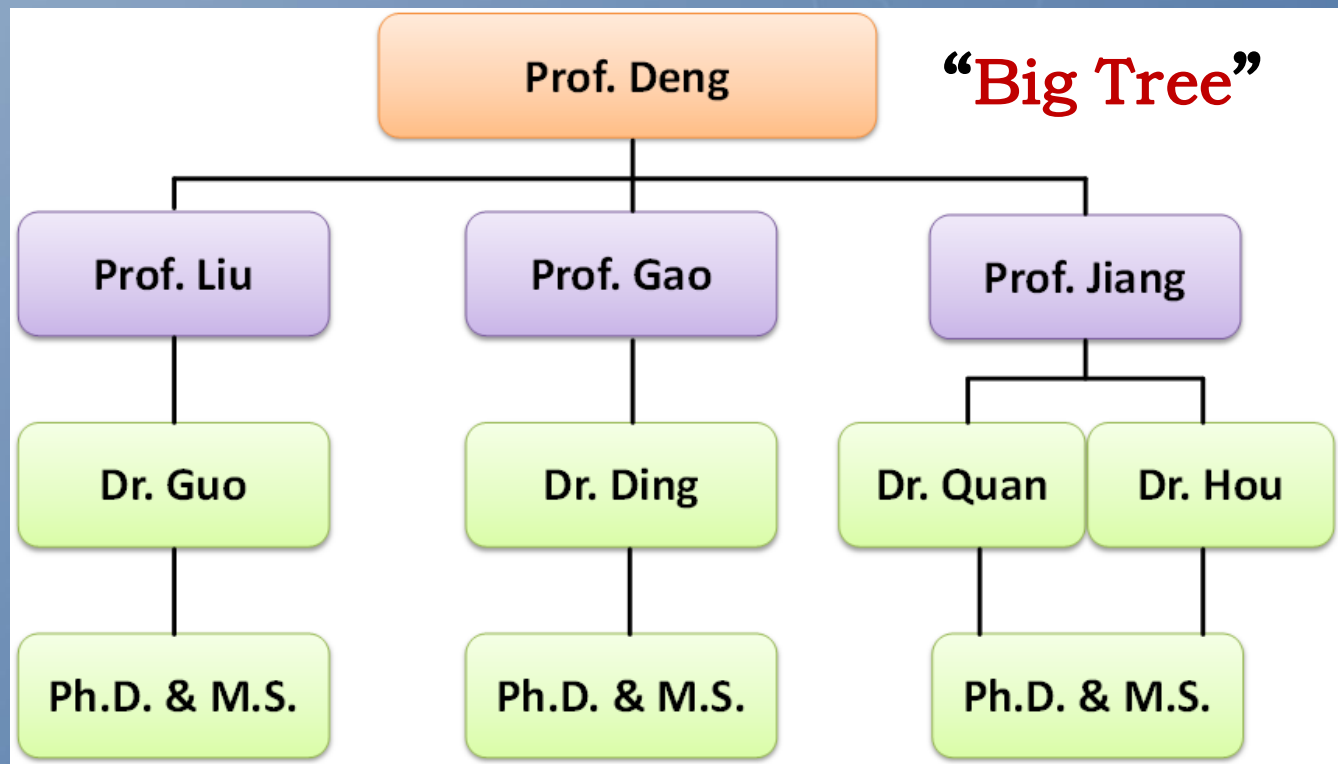 Prof. Deng
“Big Tree”
Prof. Liu
Prof. Gao
Prof. Jiang
Dr. Guo
Dr. Ding
Dr. Quan
Dr. Hou
Ph.D. & M.S.
Ph.D. & M.S.
Ph.D. & M.S.